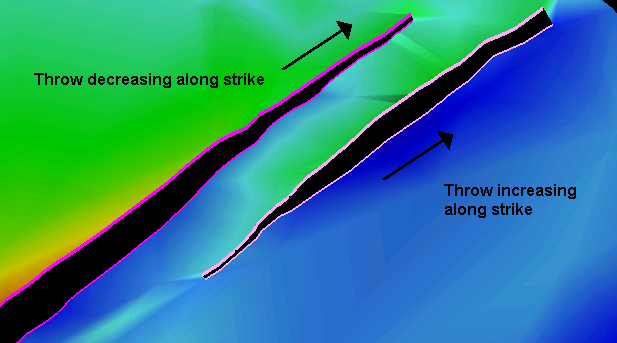 Throw decreasing along strike
Throw increasing
along strike